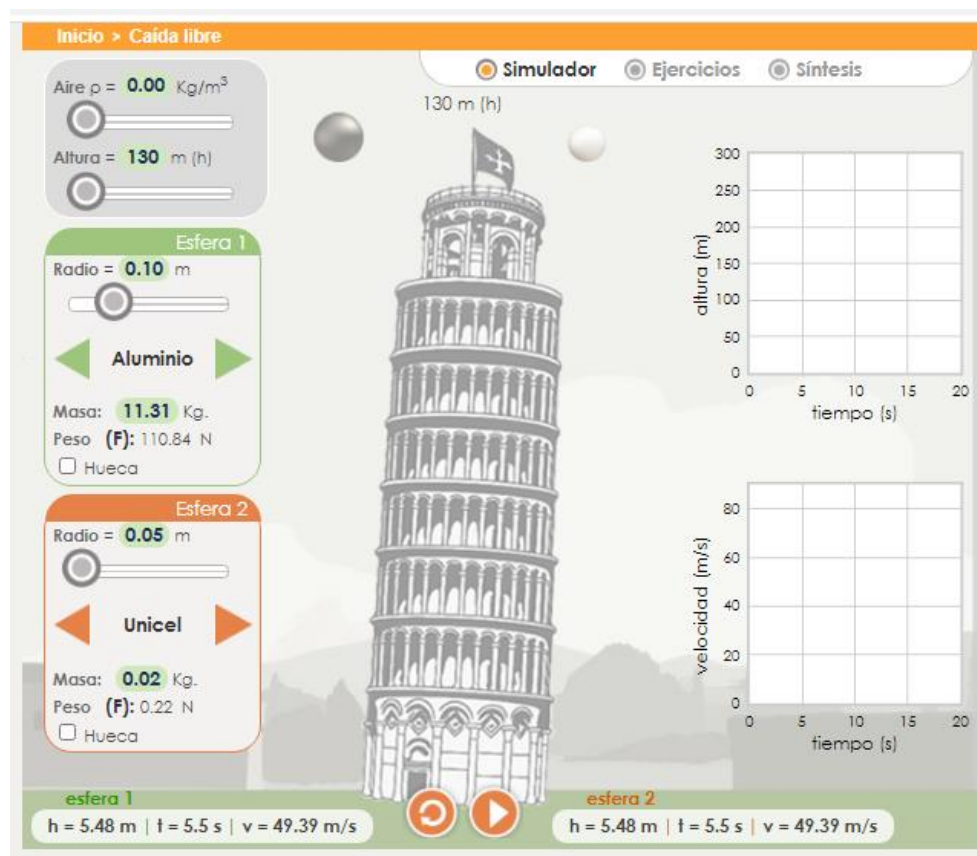 Inicio > Caída libre
Simulador Ejercicios Síntesis
Aire ρ = 0.00 Kg/m³
Altura = 130 m (h)
130 m (h)
Esfera 1
Radio = 0.10 m
Aluminio
Masa: 11.31 Kg.
Peso (F): 110.84 N
Hueca
Esfera 2
Radio = 0.05 m
Unicel
Masa: 0.02 Kg.
Peso (F): 0.22 N
Hueca
altura (m)
300
250
200
150
100
50
0
0 5 10 15 20
tiempo (s)
velocidad (m/s)
80
60
40
20
0
0 5 10 15 20
tiempo (s)
esfera 1
h = 5.48 m | t = 5.5 s | v = 49.39 m/s
esfera 2
h = 5.48 m | t = 5.5 s | v = 49.39 m/s